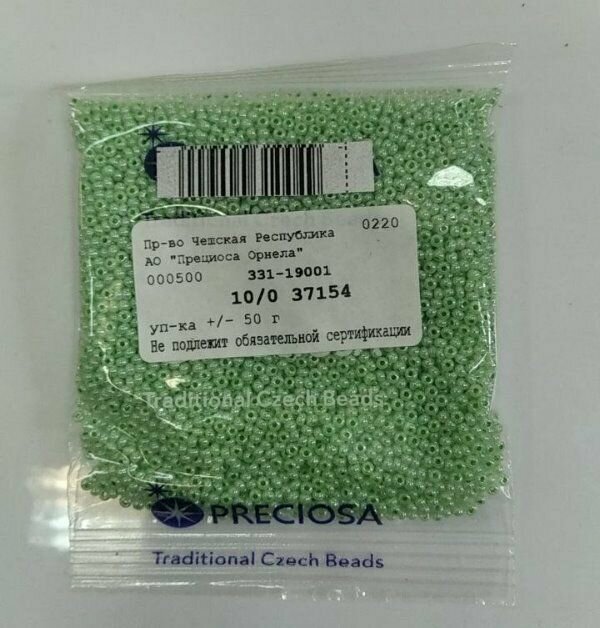 Пр-во Чешская Республика 0220
АО "Прециоса Орнела"
000500 331-19001
10/0 37154
уп-ка +/- 50 г
Не подлежит обязательной сертификации
Traditional Czech Beads
PRECIOSA
Traditional Czech Beads